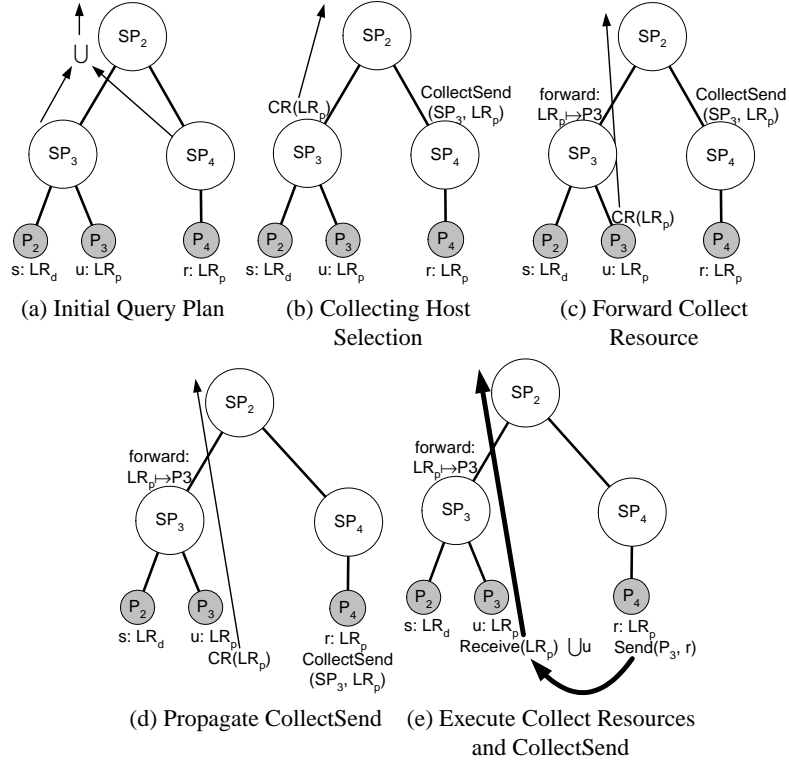 SP2
⋃
SP3
SP4
P2
P3
P4
s: LRd
u: LRp
r: LRp
(a) Initial Query Plan
SP2
CR(LRp)
CollectSend
(SP3, LRp)
SP3
SP4
P2
P3
P4
s: LRd
u: LRp
r: LRp
(b) Collecting Host
Selection
SP2
forward:
LRp↦P3
CollectSend
(SP3, LRp)
SP3
SP4
CR(LRp)
P2
P3
P4
s: LRd
u: LRp
r: LRp
(c) Forward Collect
Resource
SP2
forward:
LRp↦P3
SP3
SP4
P2
P3
P4
s: LRd
u: LRp
r: LRp
CR(LRp)
CollectSend
(SP3, LRp)
(d) Propagate CollectSend
SP2
forward:
LRp↦P3
SP3
SP4
P2
P3
P4
s: LRd
u: LRp
r: LRp
Receive(LRp) ⋃u
Send(P3, r)
(e) Execute Collect Resources
and CollectSend